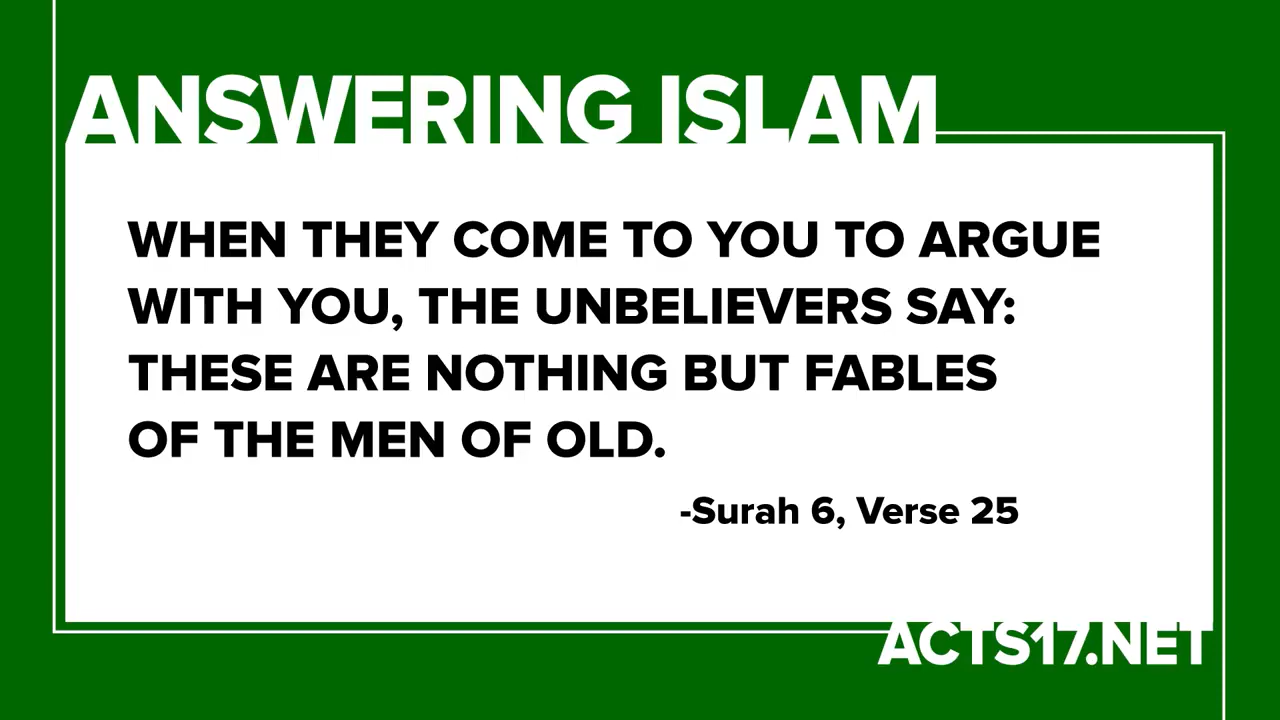 ANSWERING ISLAM
WHEN THEY COME TO YOU TO ARGUE
WITH YOU, THE UNBELIEVERS SAY:
THESE ARE NOTHING BUT FABLES
OF THE MEN OF OLD.
-Surah 6, Verse 25
ACTS17.NET